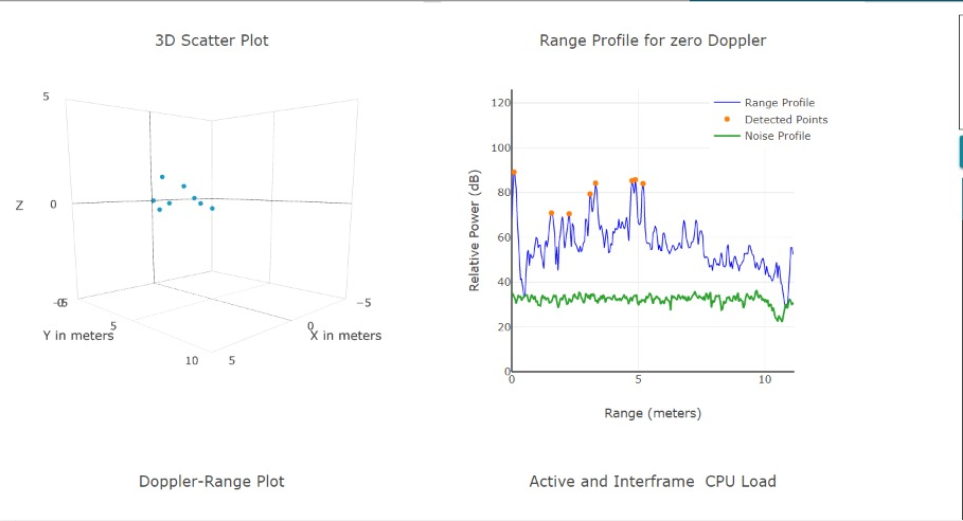 3D Scatter Plot
5
Z
0
-5
-5
0
5
Y in meters
X in meters
10
5
Range Profile for zero Doppler
Range Profile
Detected Points
Noise Profile
120
100
80
60
40
20
0
Relative Power (dB)
0
5
10
Range (meters)
Doppler-Range Plot
Active and Interframe CPU Load